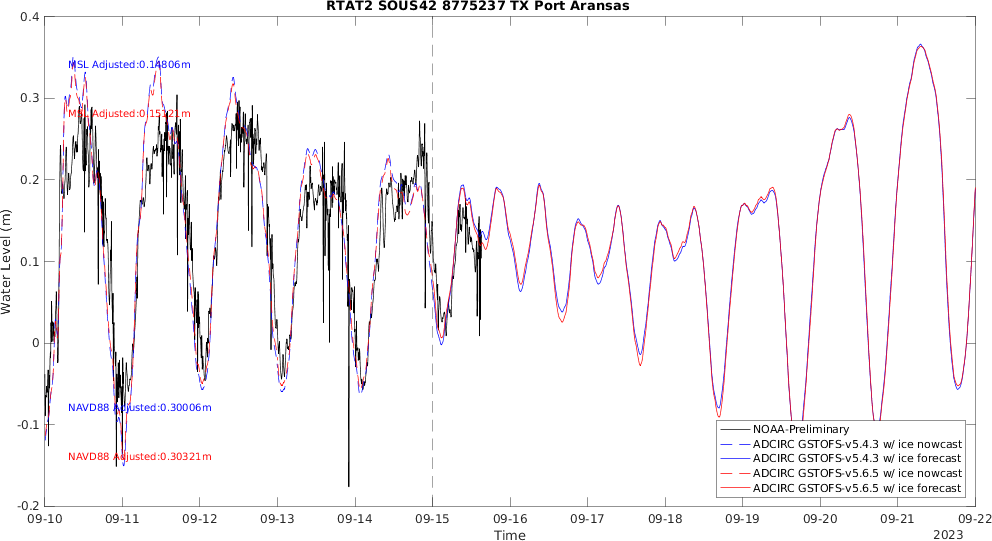 RTAT2 SOUS42 8775237 TX Port Aransas
Water Level (m)
0.4
0.3
0.2
0.1
0
-0.1
-0.2
MSL Adjusted:0.14806m
MSL Adjusted:0.15121m
NAVD88 Adjusted:0.30006m
NAVD88 Adjusted:0.30321m
NOAA-Preliminary
ADCIRC GSTOFS-v5.4.3 w/ ice nowcast
ADCIRC GSTOFS-v5.4.3 w/ ice forecast
ADCIRC GSTOFS-v5.6.5 w/ ice nowcast
ADCIRC GSTOFS-v5.6.5 w/ ice forecast
09-10 09-11 09-12 09-13 09-14 09-15 09-16 09-17 09-18 09-19 09-20 09-21 09-22
Time
2023